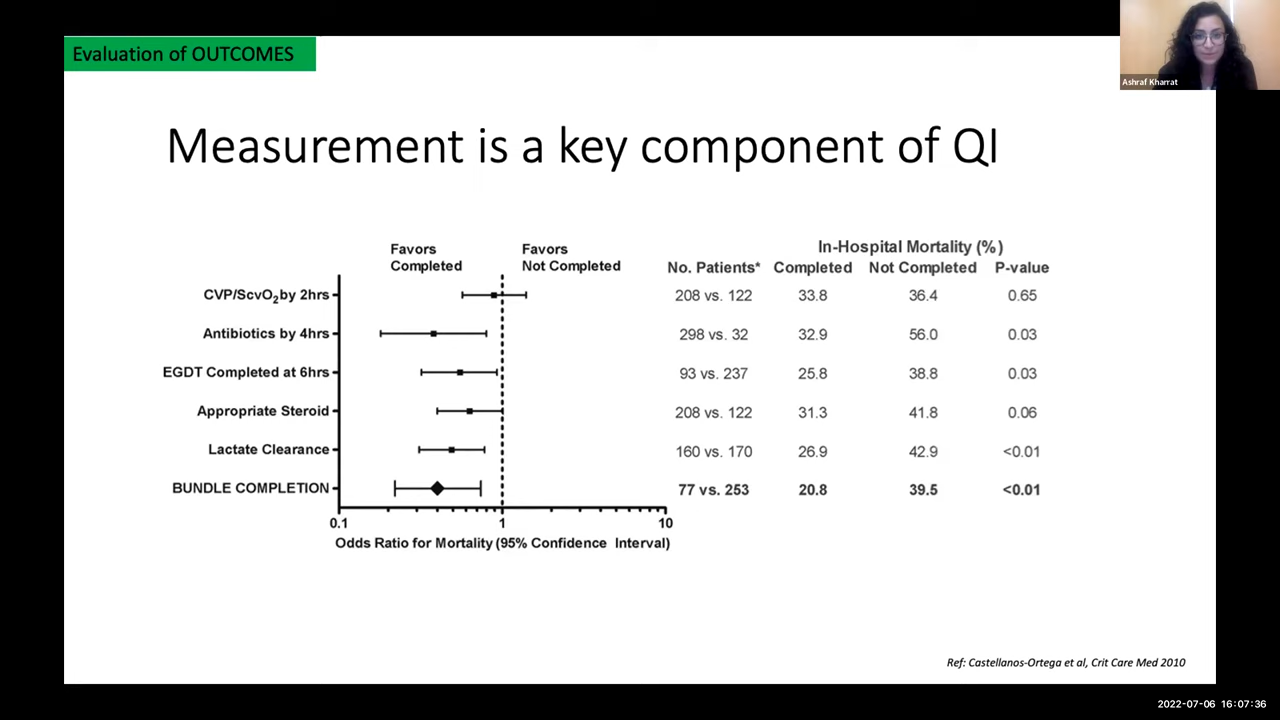 Evaluation of OUTCOMES
Ashraf Kharrat
Measurement is a key component of QI
Favors Completed
Favors Not Completed
In-Hospital Mortality (%)
No. Patients* Completed Not Completed P-value
CVP/ScvO₂by 2hrs 208 vs. 122 33.8 36.4 0.65
Antibiotics by 4hrs 298 vs. 32 32.9 56.0 0.03
EGDT Completed at 6hrs 93 vs. 237 25.8 38.8 0.03
Appropriate Steroid 208 vs. 122 31.3 41.8 0.06
Lactate Clearance 160 vs. 170 26.9 42.9 <0.01
BUNDLE COMPLETION 77 vs. 253 20.8 39.5 <0.01
0.1 1 10
Odds Ratio for Mortality (95% Confidence Interval)
Ref: Castellanos-Ortega et al, Crit Care Med 2010
2022-07-06 16:07:36